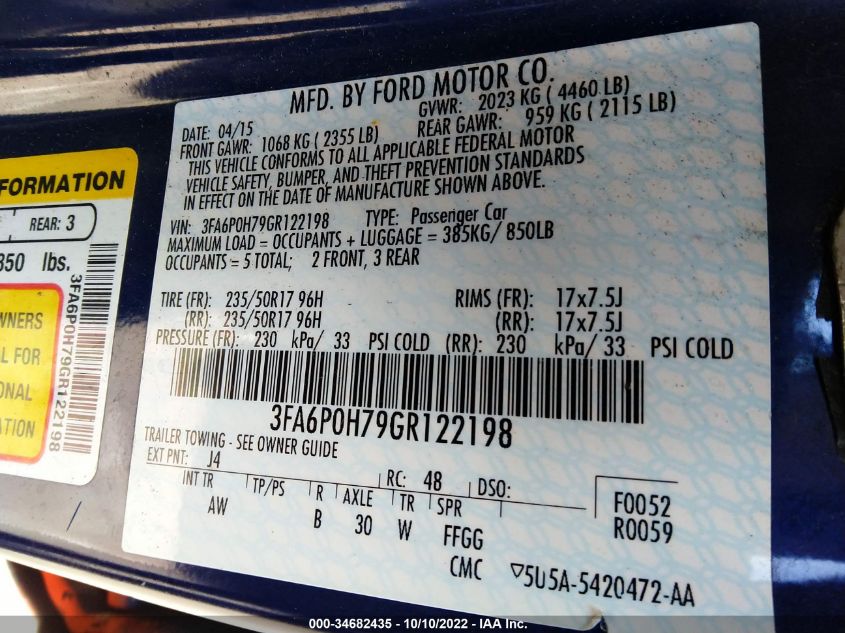 MFD. BY FORD MOTOR CO.
DATE: 04/15 GVWR: 2023 KG ( 4460 LB)
FRONT GAWR: 1068 KG ( 2355 LB) REAR GAWR: 959 KG ( 2115 LB)
THIS VEHICLE CONFORMS TO ALL APPLICABLE FEDERAL MOTOR
VEHICLE SAFETY, BUMPER, AND THEFT PREVENTION STANDARDS
IN EFFECT ON THE DATE OF MANUFACTURE SHOWN ABOVE.
VIN: 3FA6P0H79GR122198 TYPE: Passenger Car
MAXIMUM LOAD = OCCUPANTS + LUGGAGE = 385KG/ 850LB
OCCUPANTS = 5 TOTAL; 2 FRONT, 3 REAR
TIRE (FR): 235/50R17 96H RIMS (FR): 17x7.5J
(RR): 235/50R17 96H (RR): 17x7.5J
PRESSURE (FR): 230 kPa/ 33 PSI COLD (RR): 230 kPa/ 33 PSI COLD
3FA6P0H79GR122198
TRAILER TOWING - SEE OWNER GUIDE
EXT PNT: J4 RC: 48 DSO:
INT TR TP/PS R AXLE TR SPR
AW B 30 W FFGG
F0052
R0059
CMC ▽5U5A-5420472-AA
FORMATION
REAR: 3
850 lbs.
WNERS
AL FOR
ONAL
ATION
3FA6P0H79GR122198
000-34682435 - 10/10/2022 - IAA Inc.